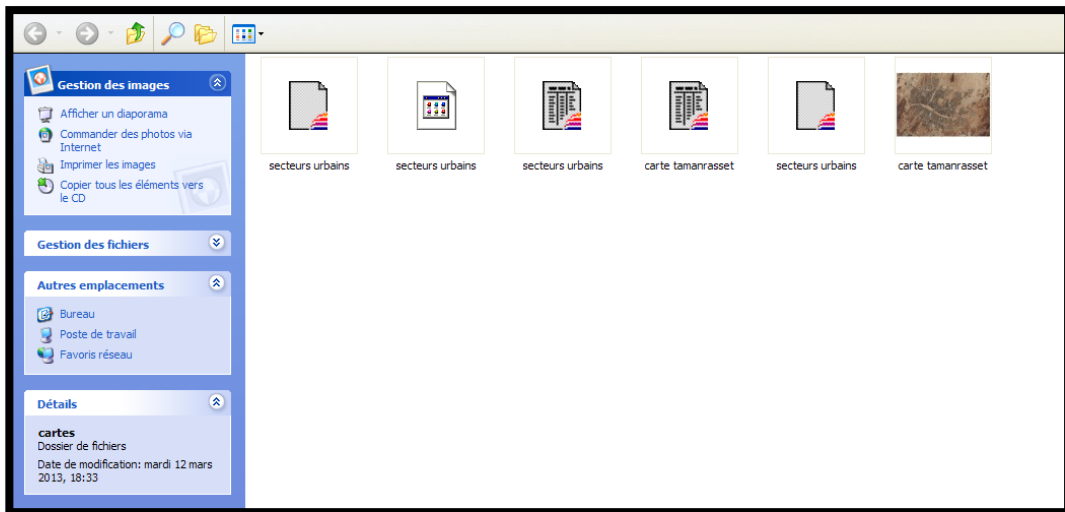 Gestion des images
Afficher un diaporama
Commander des photos via
Internet
Imprimer les images
Copier tous les éléments vers
le CD
Gestion des fichiers
Autres emplacements
Bureau
Poste de travail
Favoris réseau
Détails
cartes
Dossier de fichiers
Date de modification: mardi 12 mars
2013, 18:33
secteurs urbains
secteurs urbains
secteurs urbains
carte tamanrasset
secteurs urbains
carte tamanrasset